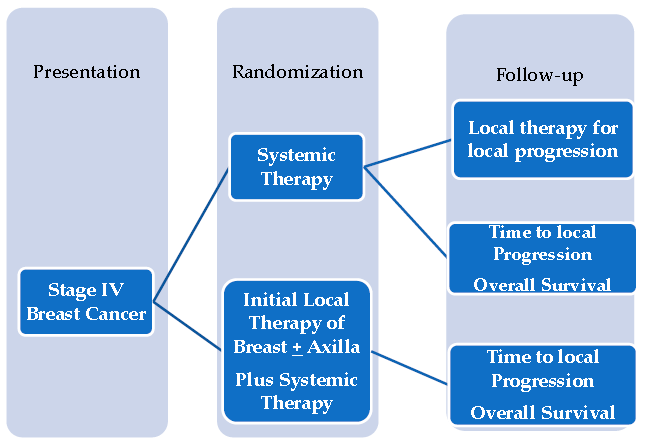 Presentation
Randomization
Follow-up
Systemic
Therapy
Local therapy for
local progression
Time to local
Progression
Overall Survival
Stage IV
Breast Cancer
Initial Local
Therapy of
Breast ± Axilla
Plus Systemic
Therapy
Time to local
Progression
Overall Survival